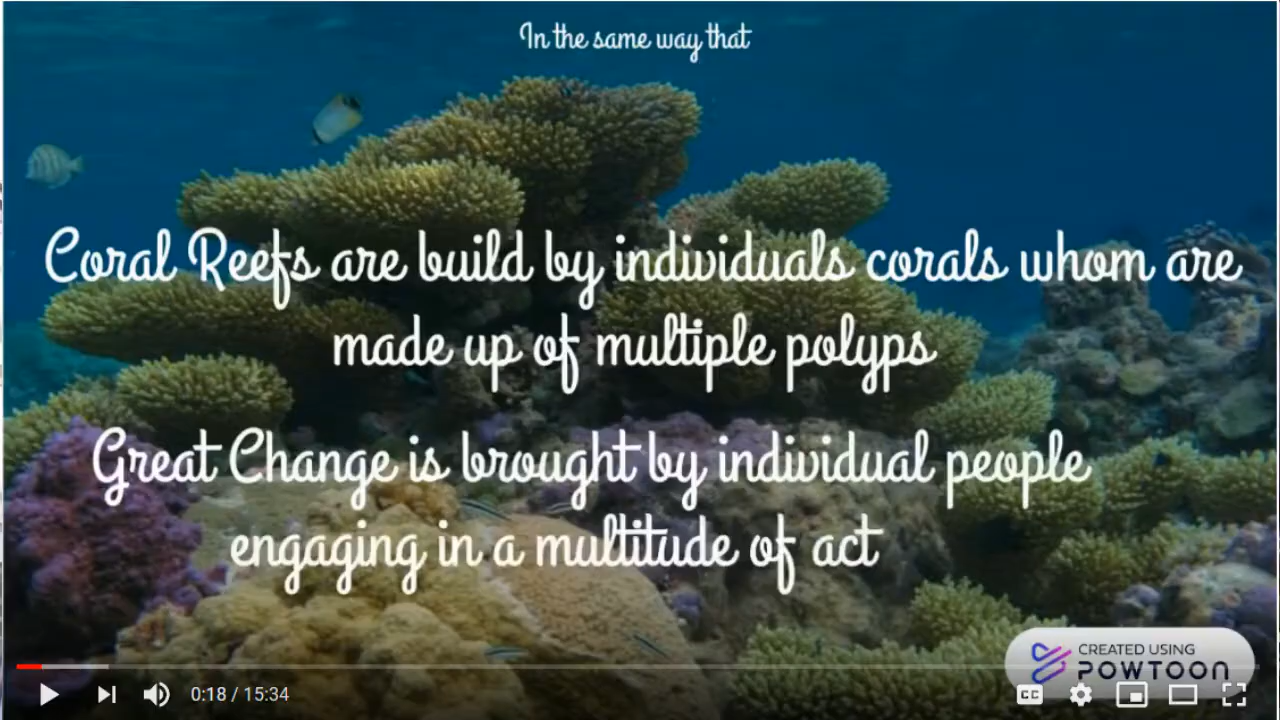 In the same way that
Coral Reefs are build by individuals corals whom are
made up of multiple polyps
Great Change is brought by individual people
engaging in a multitude of act
CREATED USING
POWTOON
0:18 / 15:34
CC